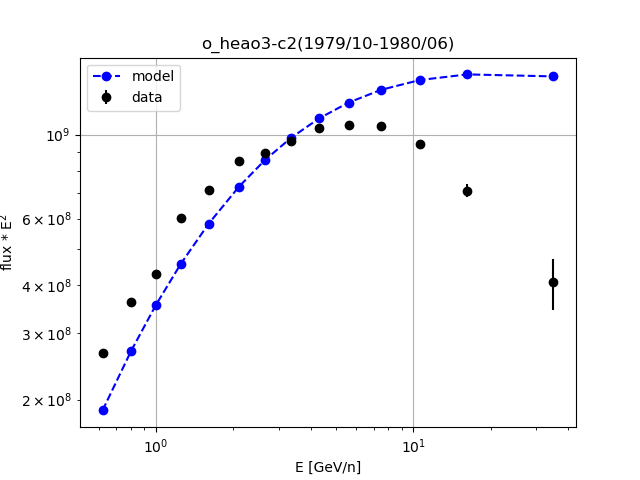 o_heao3-c2(1979/10-1980/06)
model
data
10⁹
6 × 10⁸
4 × 10⁸
3 × 10⁸
2 × 10⁸
flux * E²
10⁰
10¹
E [GeV/n]